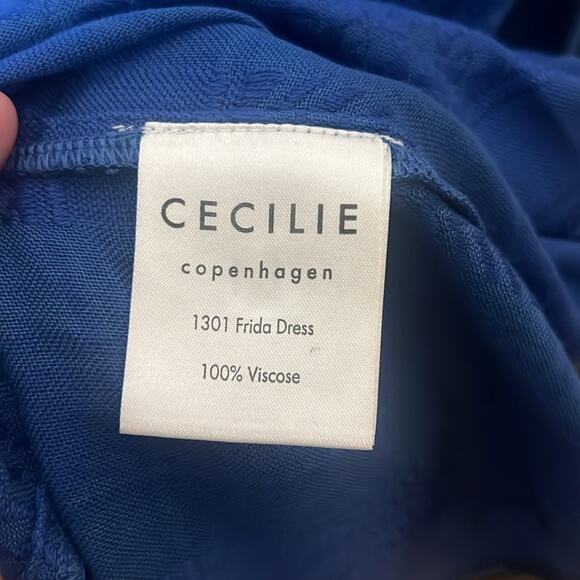 CECILIE
copenhagen
1301 Frida Dress
100% Viscose